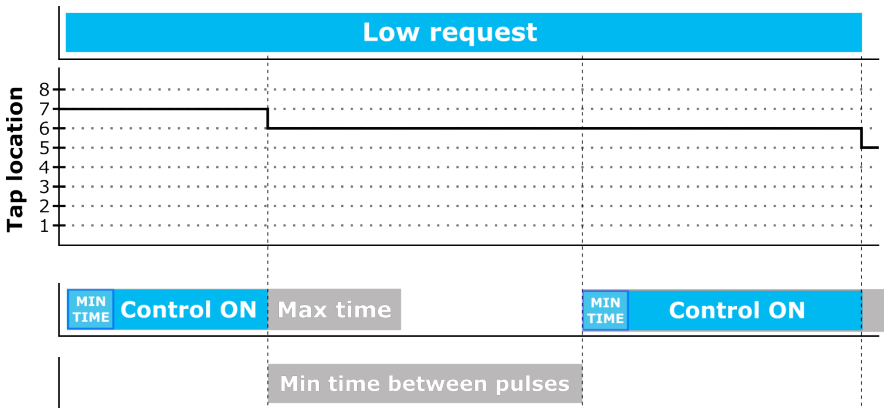 Low request
Tap location
8
7
6
5
4
3
2
1
MIN
TIME
Control ON
Max time
MIN
TIME
Control ON
Min time between pulses